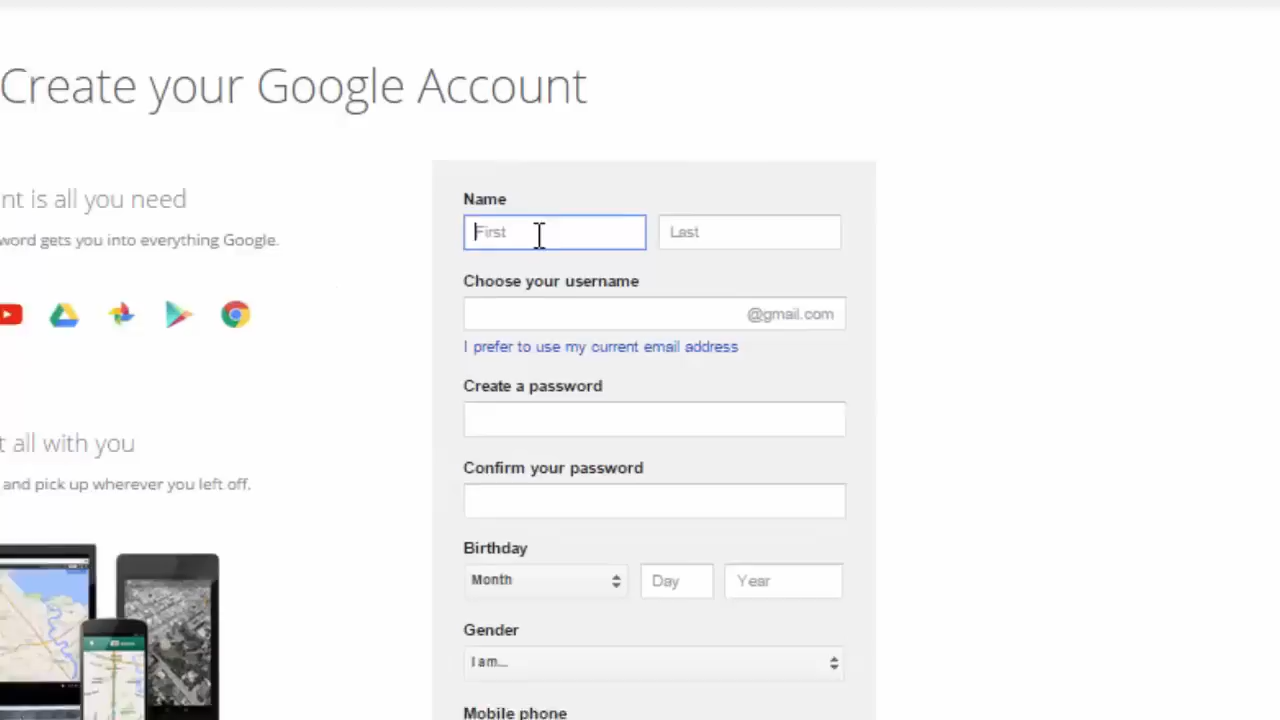 Create your Google Account
nt is all you need
word gets you into everything Google.
t all with you
and pick up wherever you left off.
Name
First
Last
Choose your username
@gmail.com
I prefer to use my current email address
Create a password
Confirm your password
Birthday
Month
Day
Year
Gender
I am...
Mobile phone